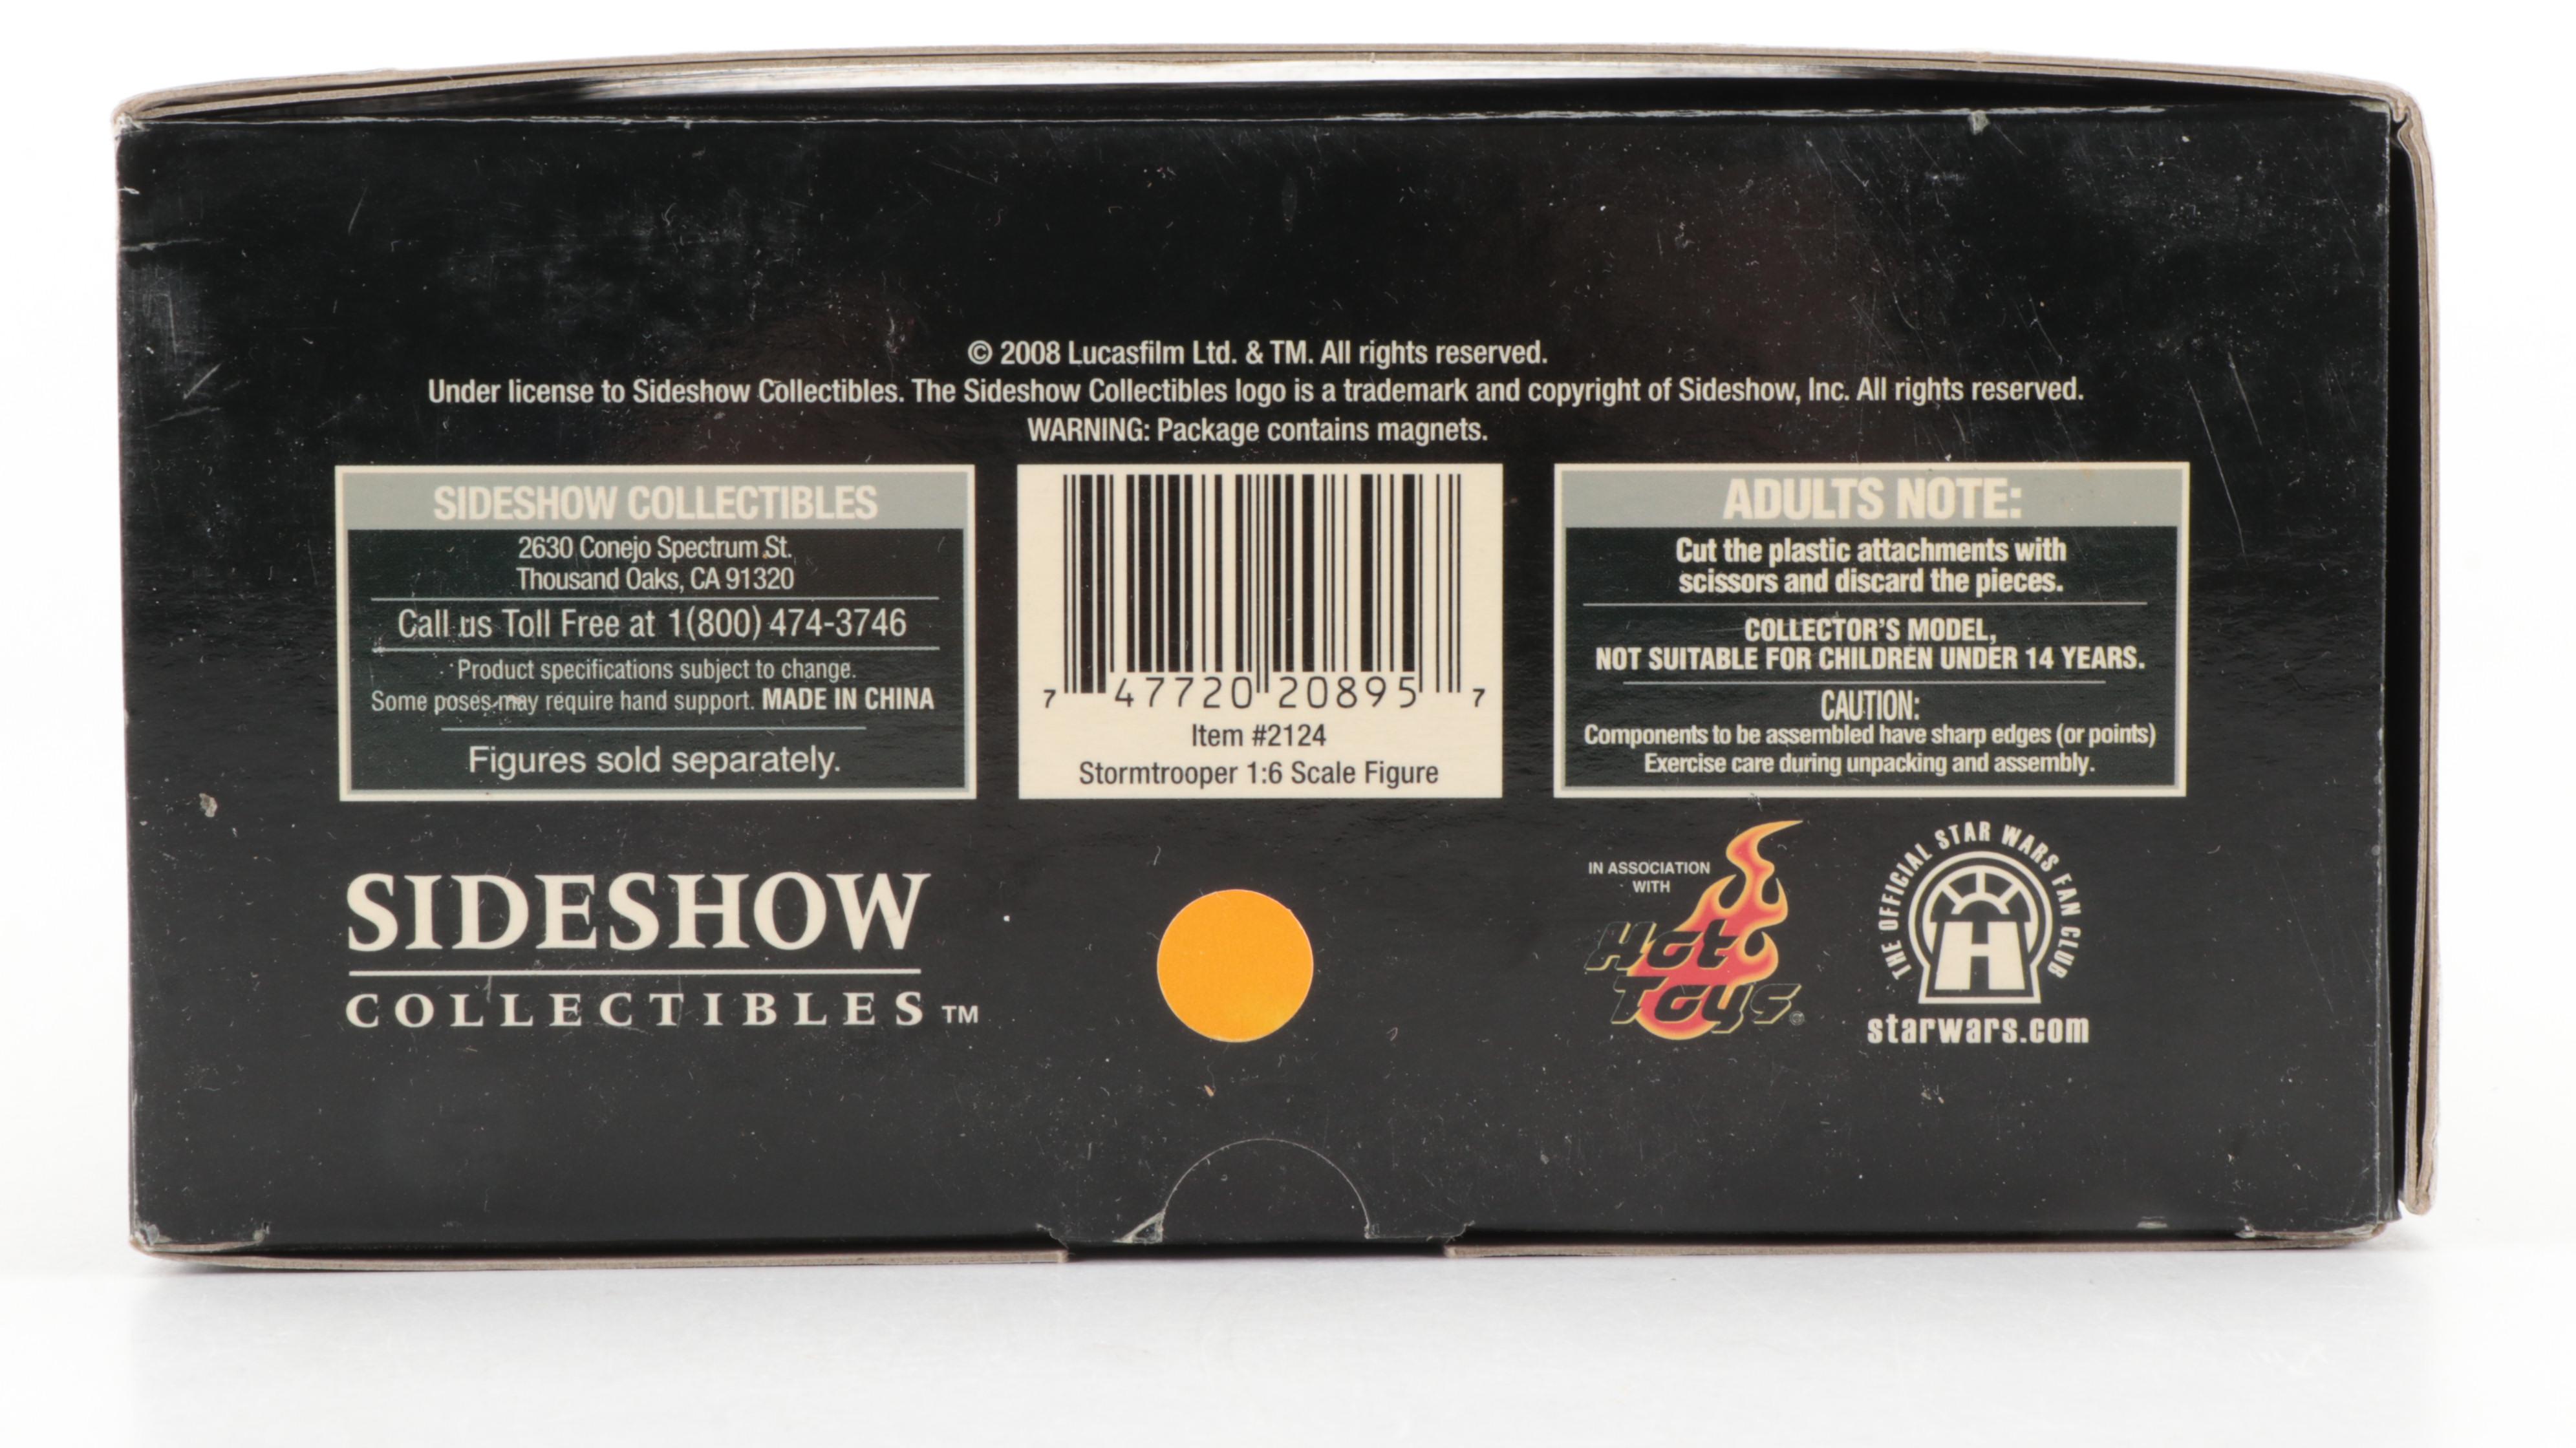 © 2008 Lucasfilm Ltd. & TM. All rights reserved.
Under license to Sideshow Collectibles. The Sideshow Collectibles logo is a trademark and copyright of Sideshow, Inc. All rights reserved.
WARNING: Package contains magnets.
SIDESHOW COLLECTIBLES
2630 Conejo Spectrum St.
Thousand Oaks, CA 91320
Call us Toll Free at 1(800) 474-3746
Product specifications subject to change.
Some poses may require hand support. MADE IN CHINA
Figures sold separately.
7 47720 20895 7
Item #2124
Stormtrooper 1:6 Scale Figure
ADULTS NOTE:
Cut the plastic attachments with
scissors and discard the pieces.
COLLECTOR'S MODEL,
NOT SUITABLE FOR CHILDREN UNDER 14 YEARS.
CAUTION:
Components to be assembled have sharp edges (or points)
Exercise care during unpacking and assembly.
SIDESHOW
COLLECTIBLES™
IN ASSOCIATION
WITH
Hot
Toys®
THE OFFICIAL STAR WARS FAN CLUB
H
starwars.com